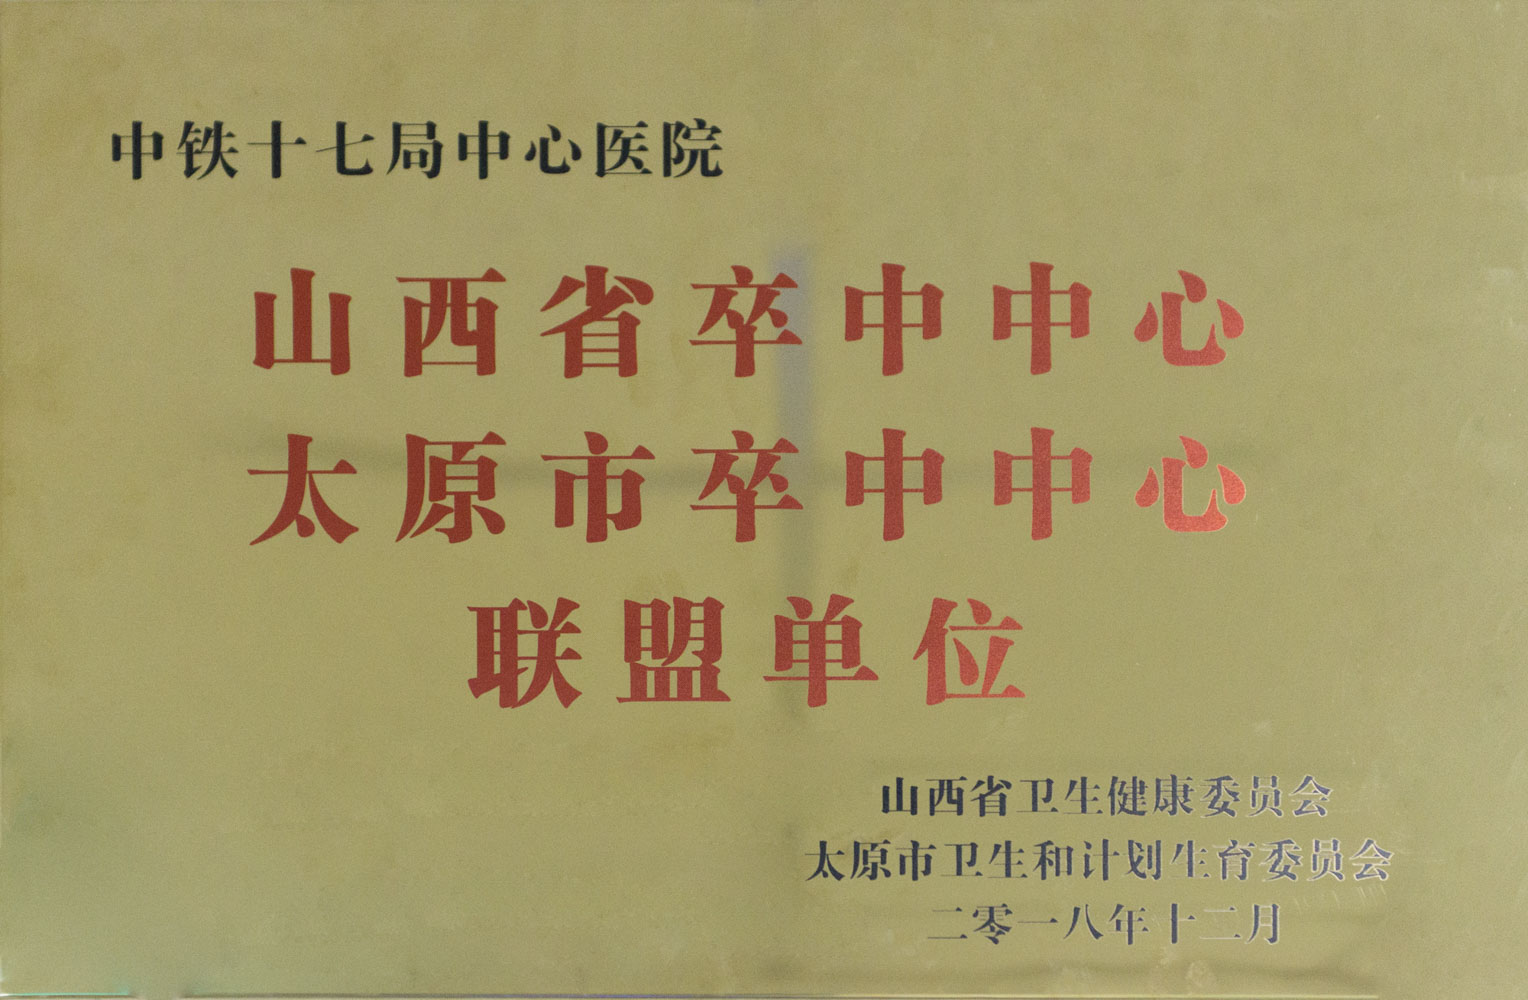 中铁十七局中心医院
山西省卒中中心
太原市卒中中心
联盟单位
山西省卫生健康委员会
太原市卫生和计划生育委员会
二零一八年十二月